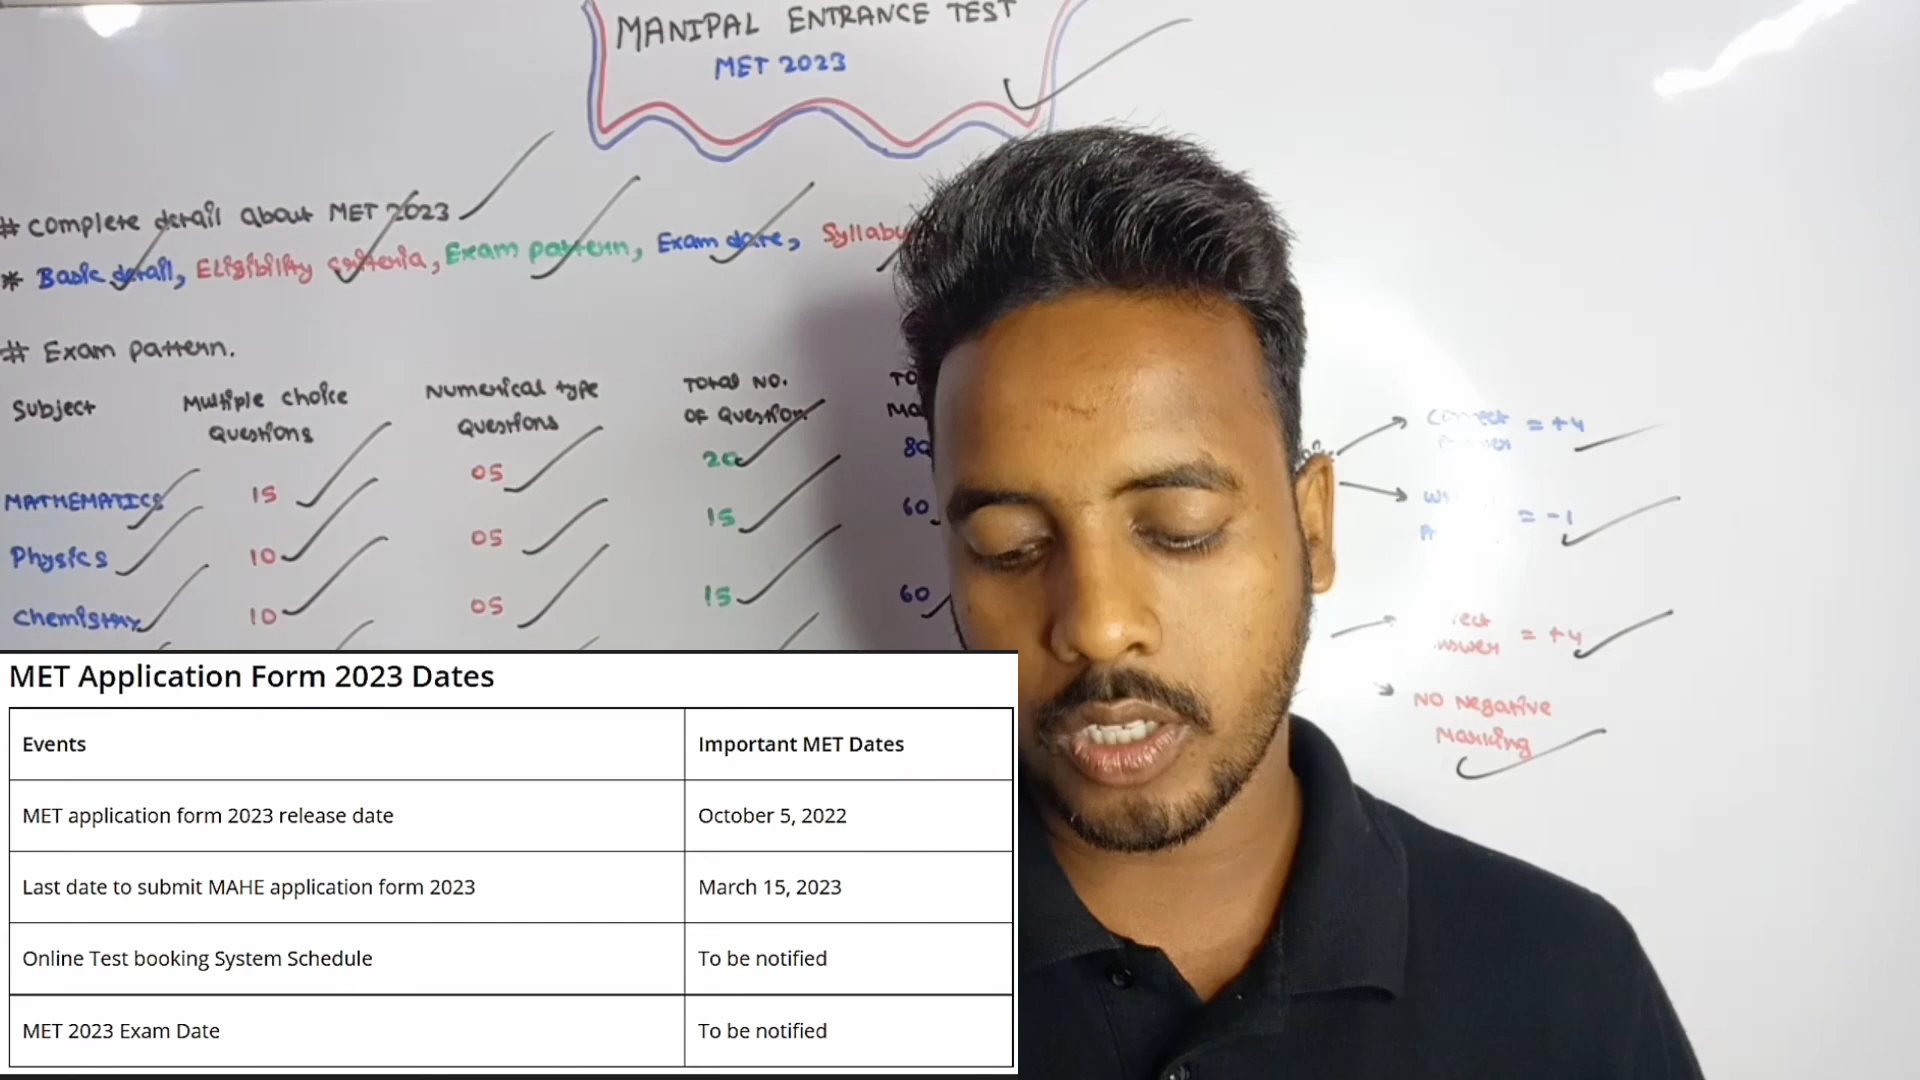 MANIPAL ENTRANCE TEST
MET 2023
# Complete detail about MET 2023
* Basic detail, Eligibility criteria, Exam pattern, Exam date, Syllabu
# Exam pattern.
Subject Multiple choice Questions Numerical type Questions Total No. of Question
MATHEMATICS 15 05 20 80
Physics 10 05 15 60
Chemistry 10 05 15 60
Correct = +4
= -1
= +4
No Negative
Marking
MET Application Form 2023 Dates
Events Important MET Dates
MET application form 2023 release date October 5, 2022
Last date to submit MAHE application form 2023 March 15, 2023
Online Test booking System Schedule To be notified
MET 2023 Exam Date To be notified